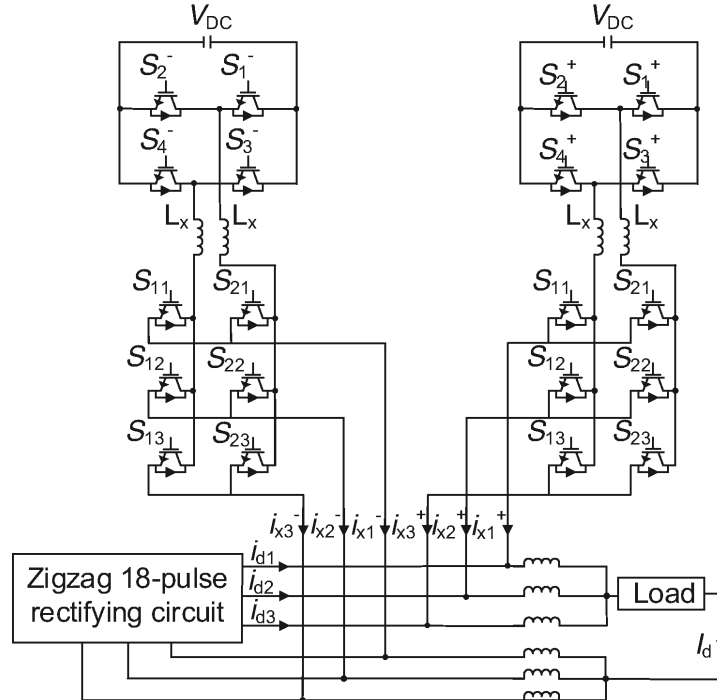 V_DC V_DC
S_2^- S_1^- S_2^+ S_1^+
S_4^- S_3^- S_4^+ S_3^+
L_x L_x L_x L_x
S_11 S_21 S_11 S_21
S_12 S_22 S_12 S_22
S_13 S_23 S_13 S_23
i_x3^- i_x2^- i_x1^- i_x3^+ i_x2^+ i_x1^+
i_d1
Zigzag 18-pulse
rectifying circuit
i_d2
i_d3
Load
I_d